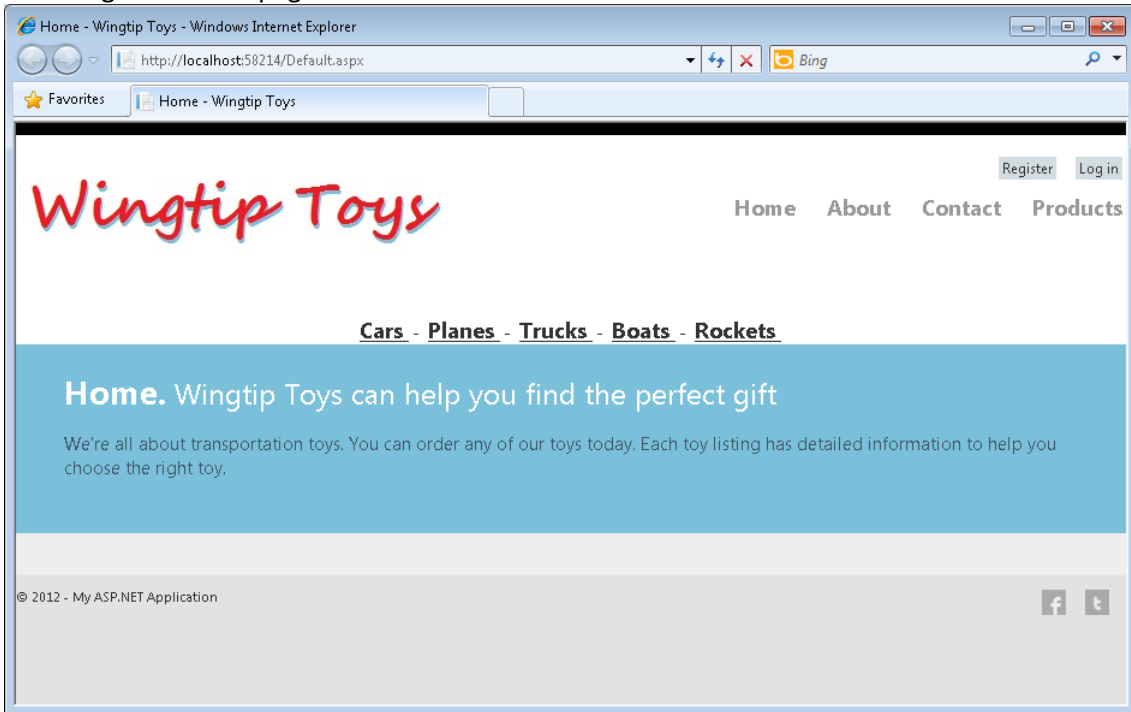 Home - Wingtip Toys - Windows Internet Explorer
http://localhost:58214/Default.aspx
Bing
Favorites
Home - Wingtip Toys
Register Log in
Wingtip Toys
Home About Contact Products
Cars - Planes - Trucks - Boats - Rockets
Home. Wingtip Toys can help you find the perfect gift
We're all about transportation toys. You can order any of our toys today. Each toy listing has detailed information to help you
choose the right toy.
© 2012 - My ASP.NET Application
f t